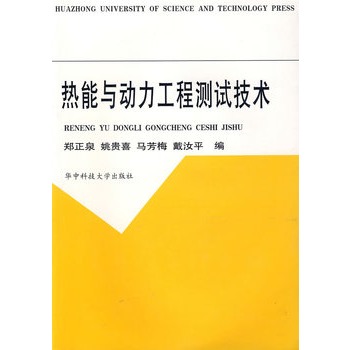 HUAZHONG UNIVERSITY OF SCIENCE AND TECHNOLOGY PRESS
热能与动力工程测试技术
RENENG YU DONGLI GONGCHENG CESHI JISHU
郑正泉 姚贵喜 马芳梅 戴汝平 编
华中科技大学出版社